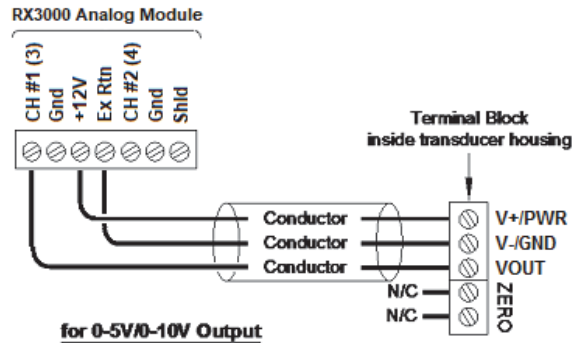 RX3000 Analog Module
CH #1 (3)
Gnd
+12V
Ex Rtn
CH #2 (4)
Gnd
Shld
Terminal Block
inside transducer housing
Conductor
V+/PWR
Conductor
V-/GND
Conductor
VOUT
N/C
N/C
ZERO
for 0-5V/0-10V Output